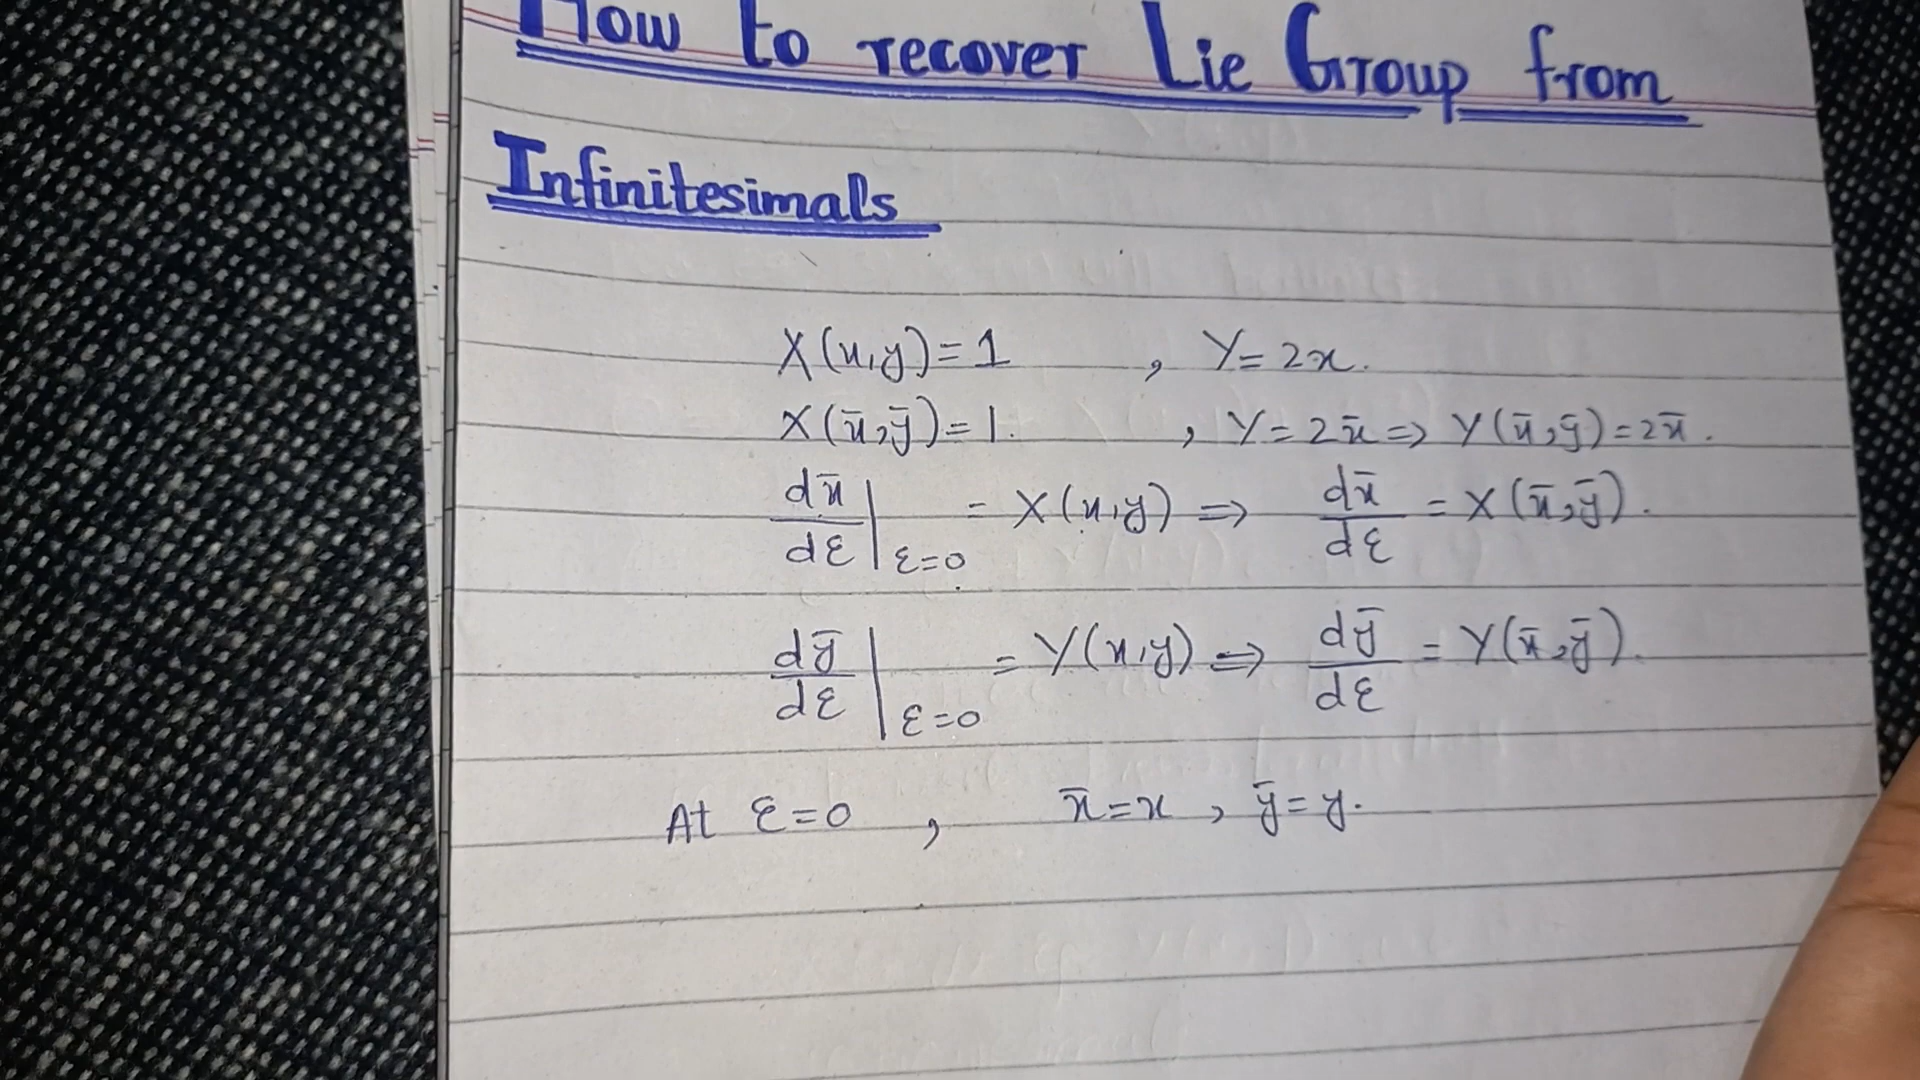 How to recover Lie Group from
Infinitesimals
X(x,y)=1 , Y=2x.
X(x̄,ȳ)=1. , Y=2x̄ ⇒ Y(x̄,ȳ)=2x̄.
dx̄/dε|ε=0 = X(x,y) ⇒ dx̄/dε = X(x̄,ȳ).
dȳ/dε|ε=0 = Y(x,y) ⇒ dȳ/dε = Y(x̄,ȳ).
At ε=0 , x̄=x , ȳ=y.